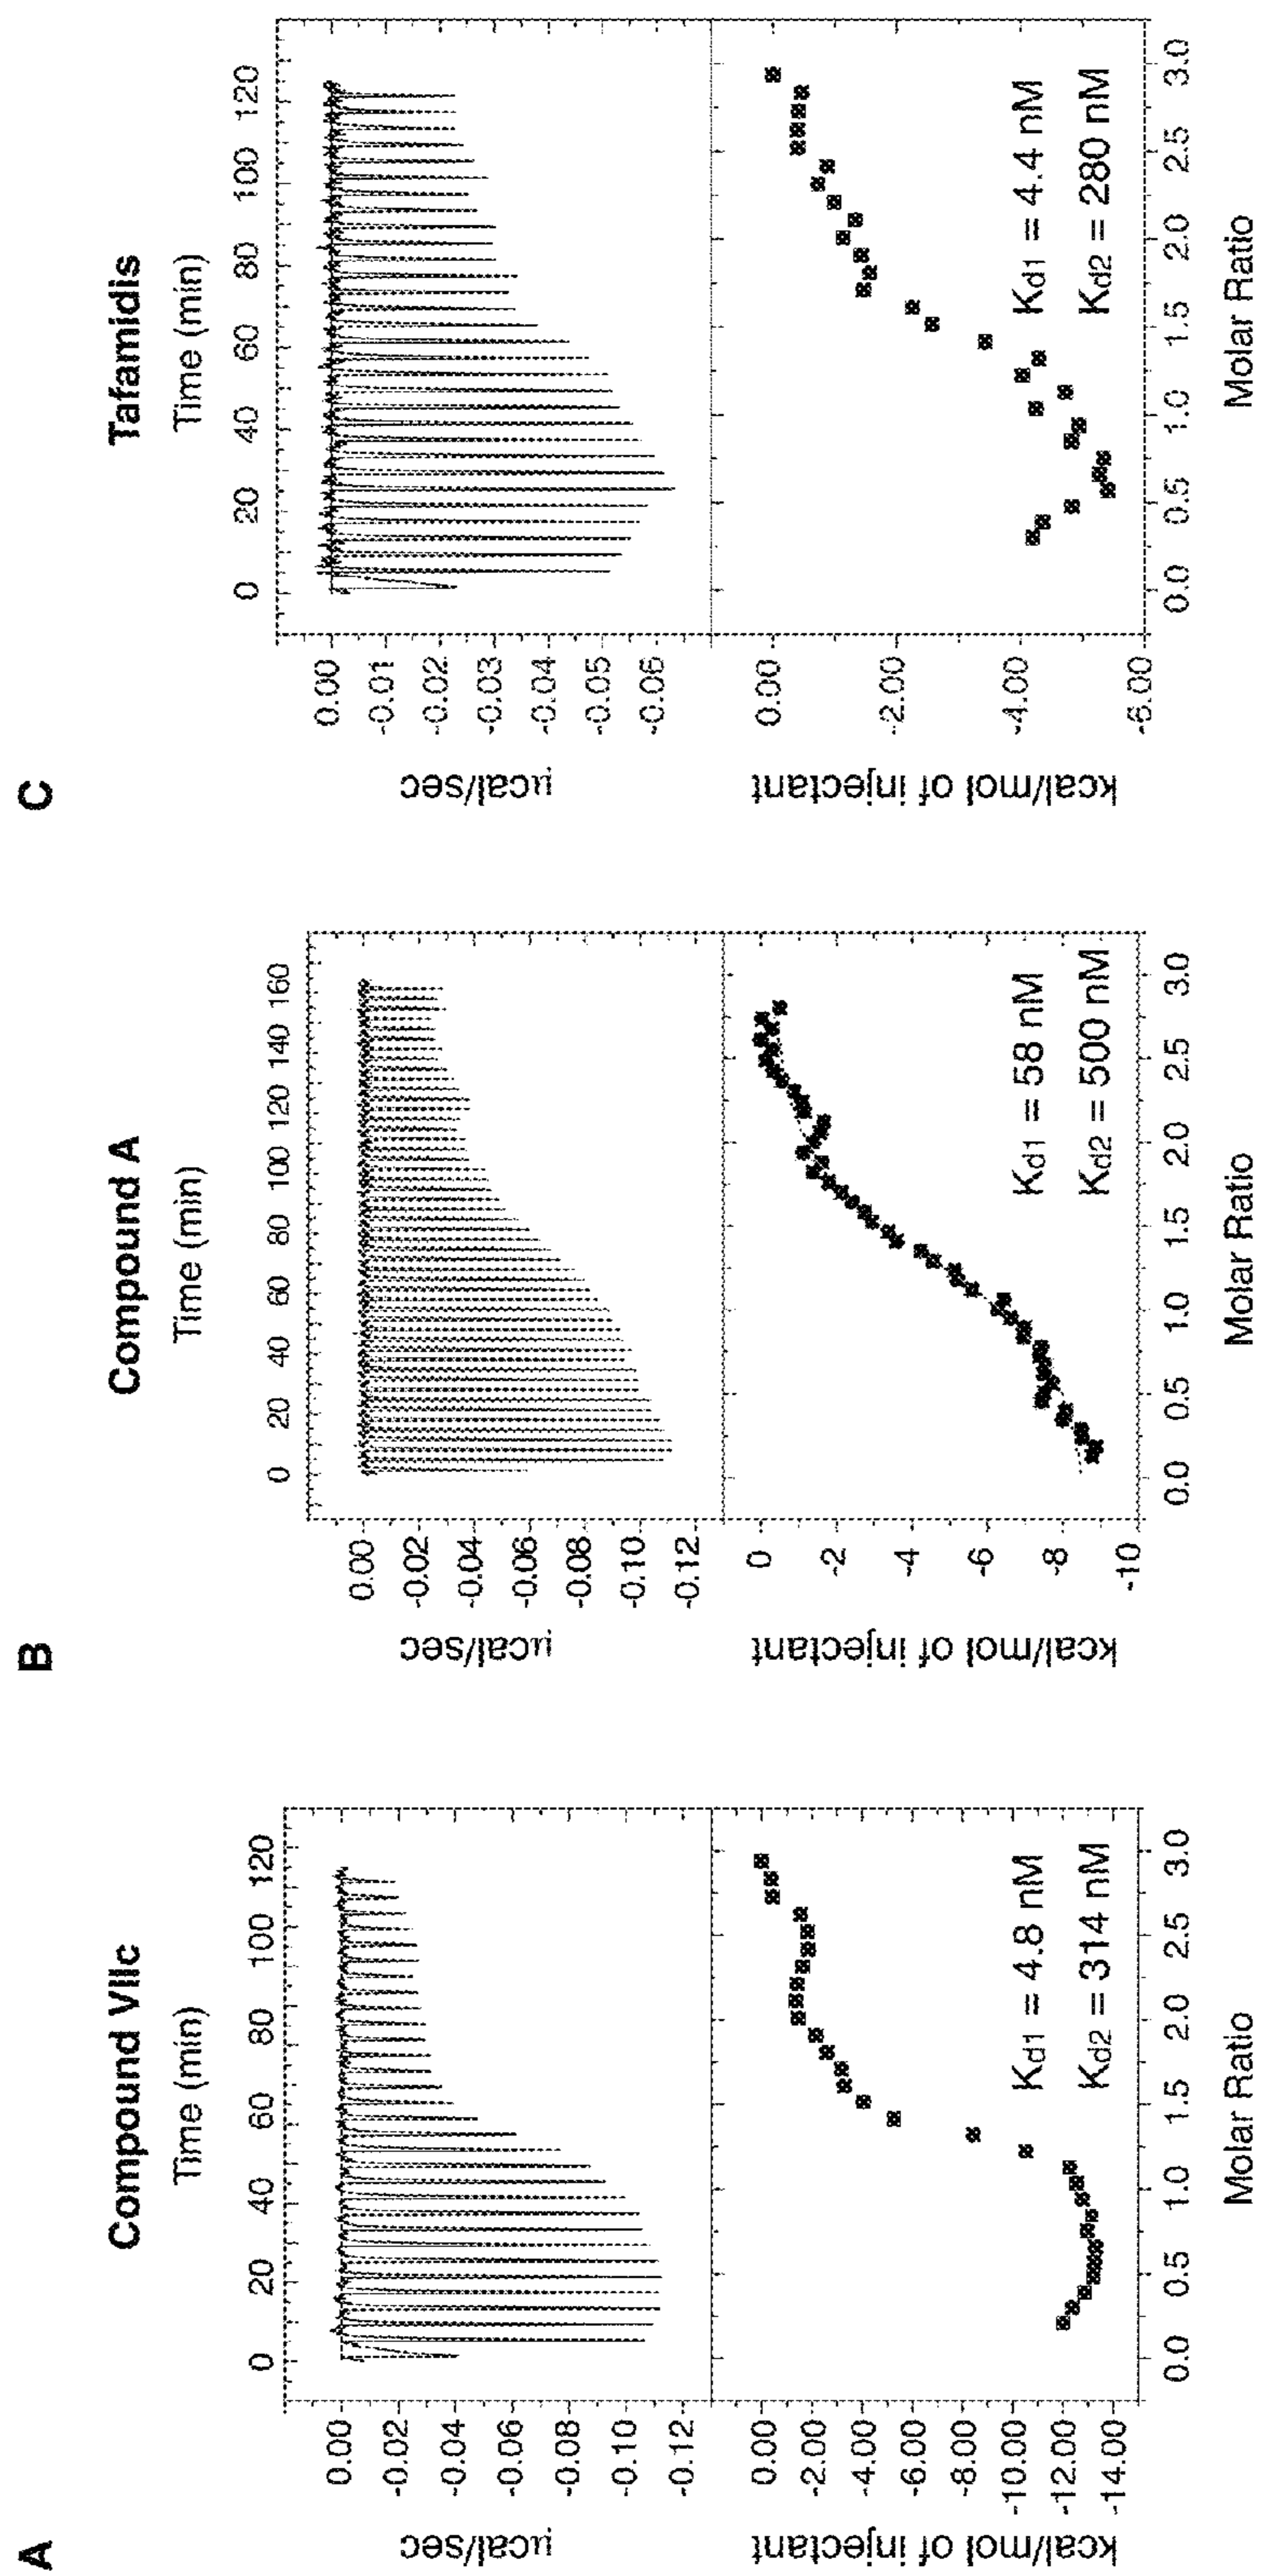 A
Compound VIIc
Time (min)
0 20 40 60 80 100 120
0.00
-0.02
-0.04
-0.06
-0.08
-0.10
-0.12
µcal/sec
0.00
-2.00
-4.00
-6.00
-8.00
-10.00
-12.00
-14.00
kcal/mol of injectant
Kd1 = 4.8 nM
Kd2 = 314 nM
0.0 0.5 1.0 1.5 2.0 2.5 3.0
Molar Ratio
B
Compound A
Time (min)
0 20 40 60 80 100 120 140 160
0.00
-0.02
-0.04
-0.06
-0.08
-0.10
-0.12
µcal/sec
0
-2
-4
-6
-8
-10
kcal/mol of injectant
Kd1 = 58 nM
Kd2 = 500 nM
0.0 0.5 1.0 1.5 2.0 2.5 3.0
Molar Ratio
C
Tafamidis
Time (min)
0 20 40 60 80 100 120
0.00
-0.01
-0.02
-0.03
-0.04
-0.05
-0.06
µcal/sec
0.00
-2.00
-4.00
-6.00
kcal/mol of injectant
Kd1 = 4.4 nM
Kd2 = 280 nM
0.0 0.5 1.0 1.5 2.0 2.5 3.0
Molar Ratio